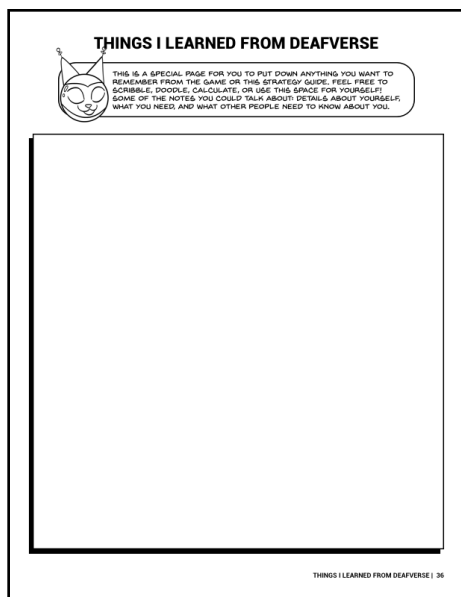 THINGS I LEARNED FROM DEAFVERSE
THIS IS A SPECIAL PAGE FOR YOU TO PUT DOWN ANYTHING YOU WANT TO
REMEMBER FROM THE GAME OR THIS STRATEGY GUIDE, FEEL FREE TO
SCRIBBLE, DOODLE, CALCULATE, OR USE THIS SPACE FOR YOURSELF!
SOME OF THE NOTES YOU COULD TALK ABOUT: DETAILS ABOUT YOURSELF,
WHAT YOU NEED, AND WHAT OTHER PEOPLE NEED TO KNOW ABOUT YOU.
THINGS I LEARNED FROM DEAFVERSE | 36